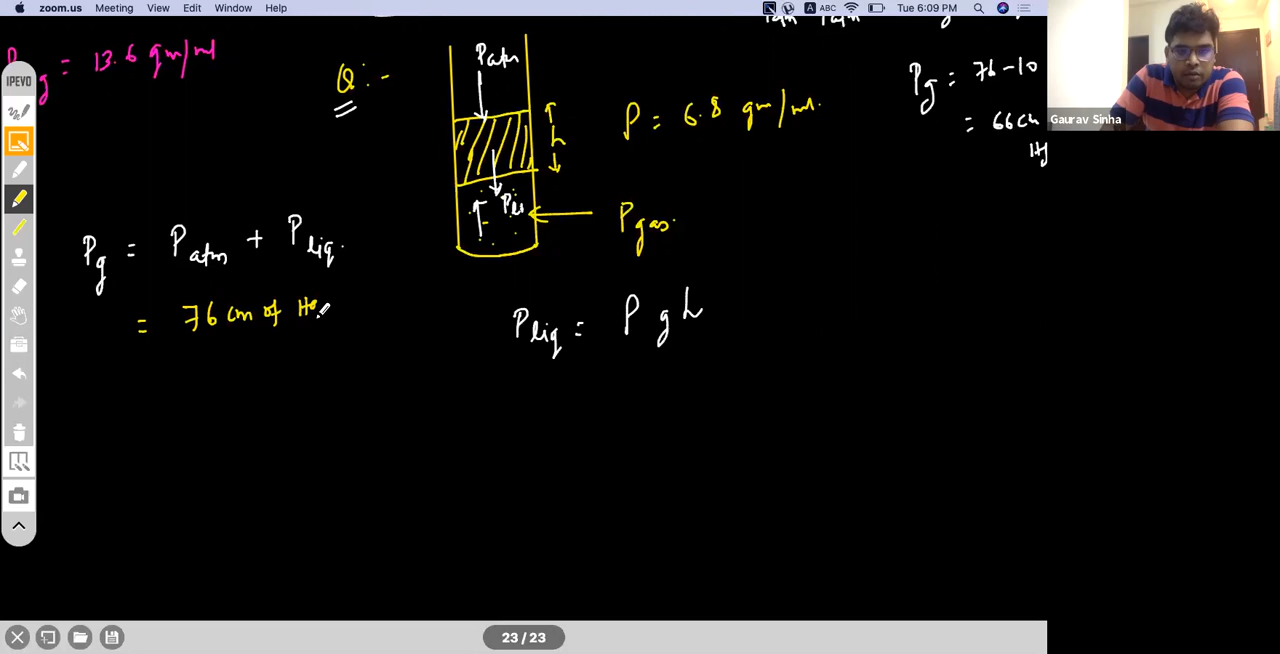 zoom.us Meeting View Edit Window Help
A ABC Tue 6:09 PM
Gaurav Sinha
IPEVO
g = 13.6 gm/ml
Q :-
Patm
h
ρ = 6.8 gm/ml.
Pg = 76-10
= 66 cm
Hg
Pgas.
Pg = Patm + Pliq.
= 76 cm of Hg
Pliq = ρ g h
23 / 23